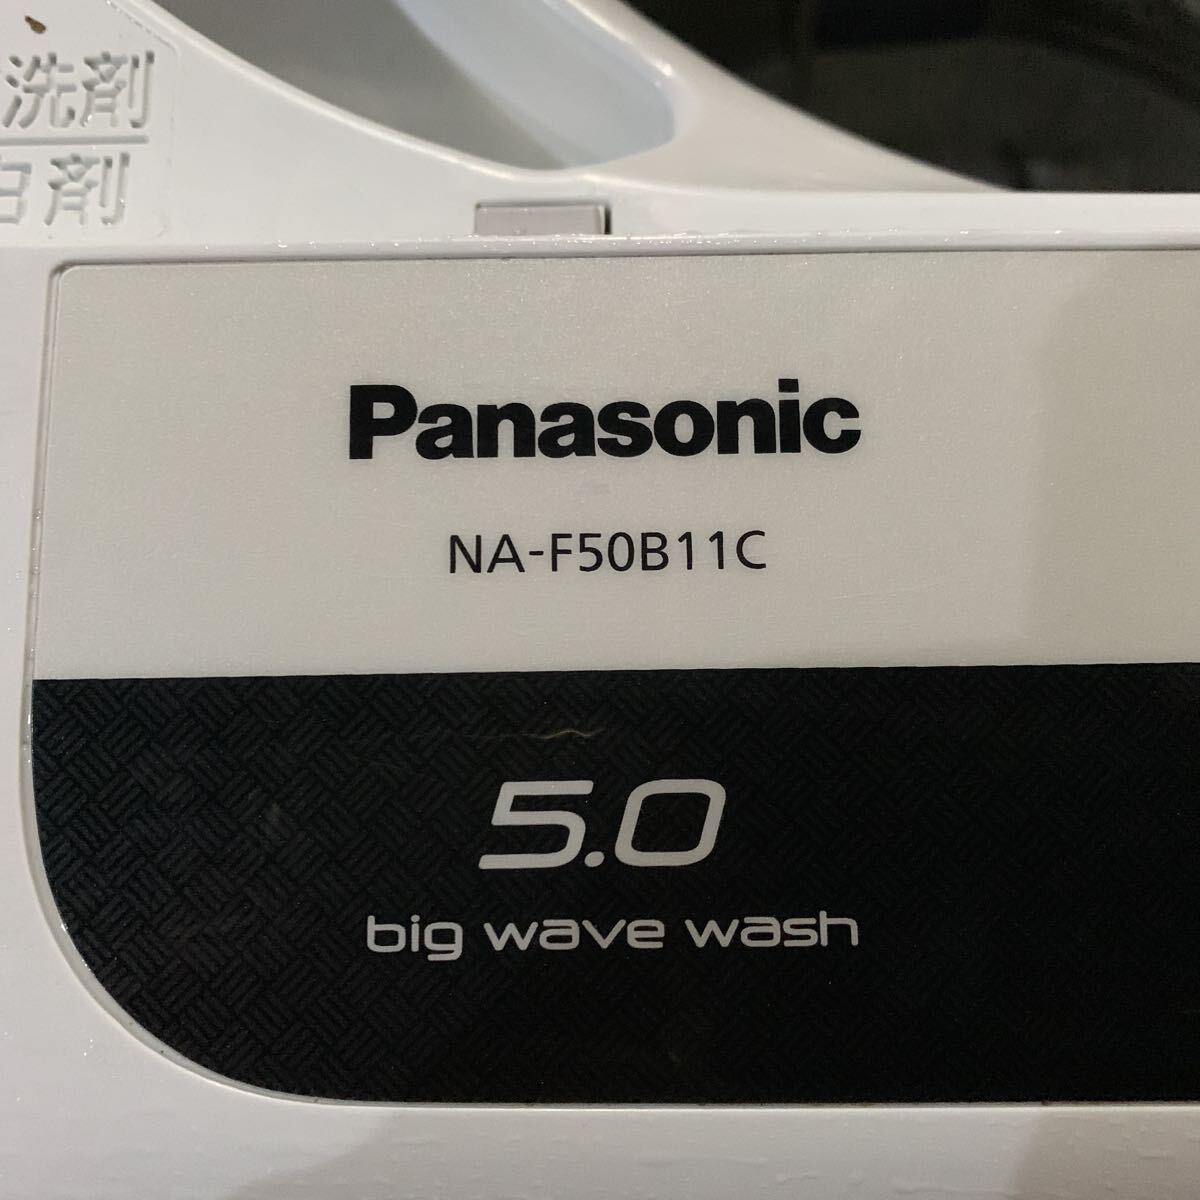 洗剤
白剤
Panasonic
NA-F50B11C
5.0
big wave wash